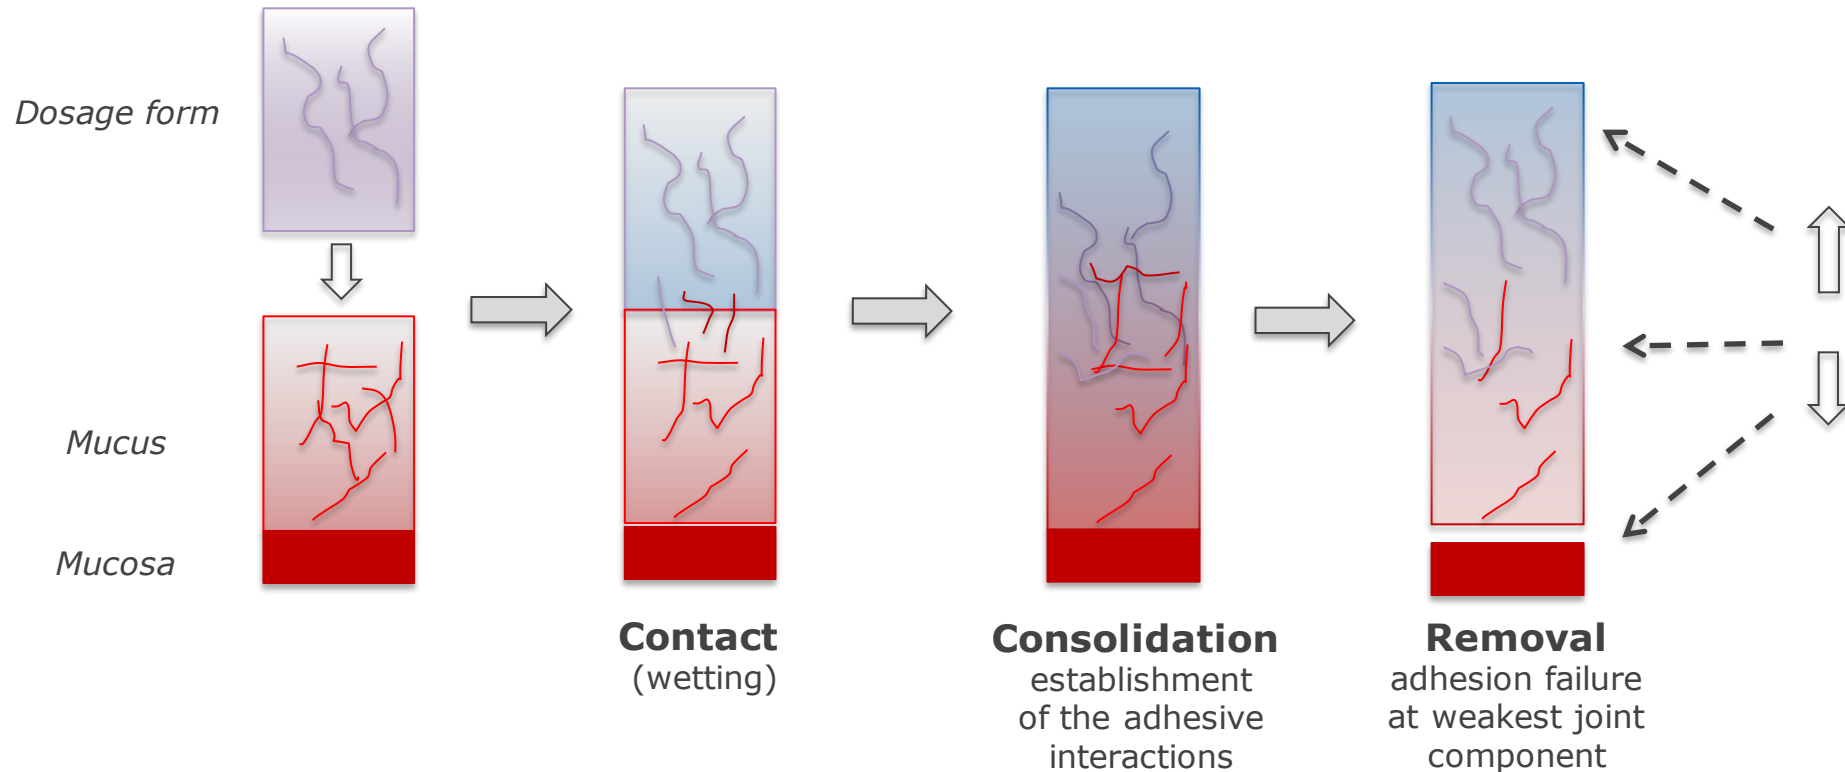 Dosage form
Mucus
Mucosa
Contact
(wetting)
Consolidation
establishment
of the adhesive
interactions
Removal
adhesion failure
at weakest joint
component